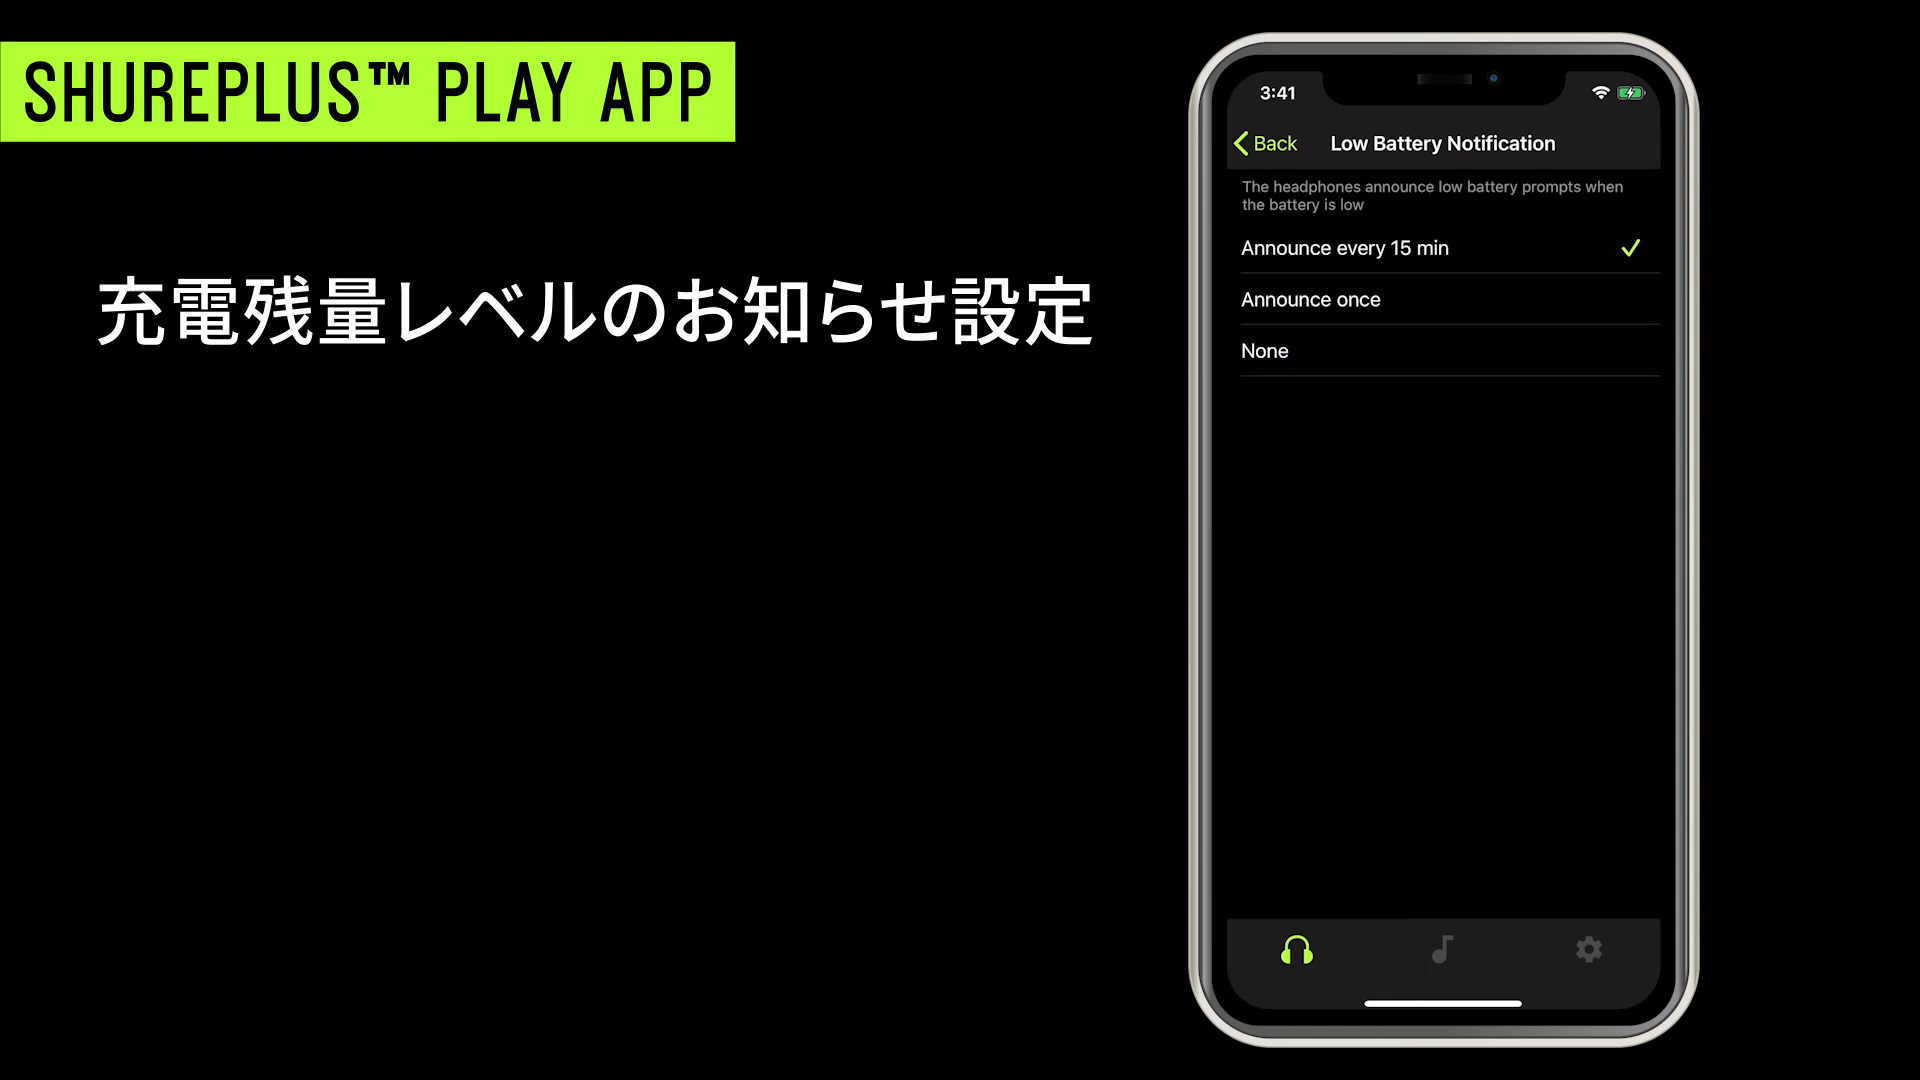 SHUREPLUS™ PLAY APP
充電残量レベルのお知らせ設定
3:41
Back
Low Battery Notification
The headphones announce low battery prompts when
the battery is low
Announce every 15 min
Announce once
None